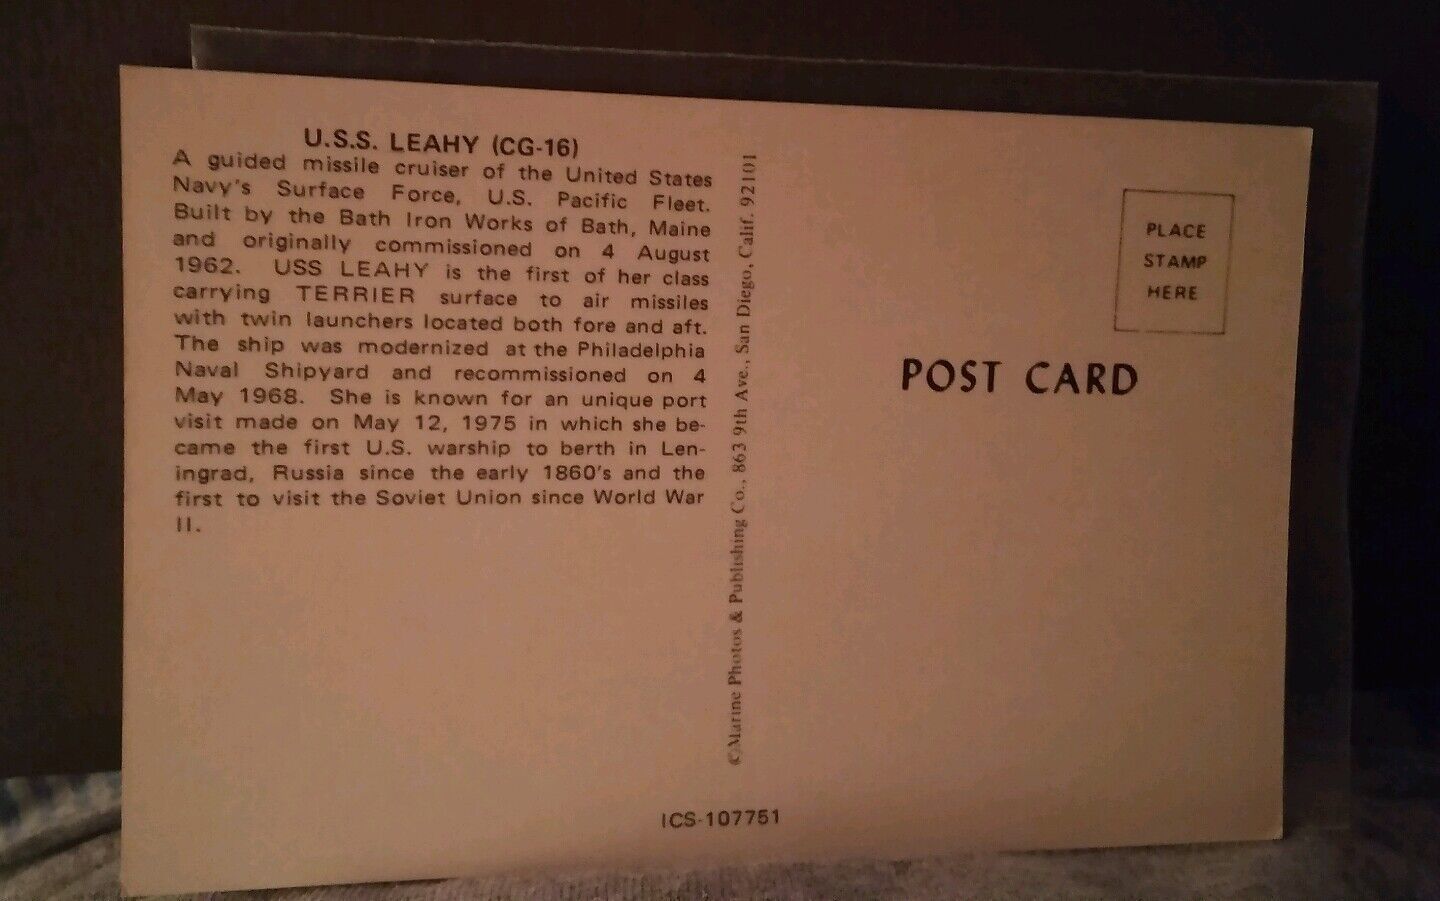 U.S.S. LEAHY (CG-16)
A guided missile cruiser of the United States
Navy's Surface Force, U.S. Pacific Fleet.
Built by the Bath Iron Works of Bath, Maine
and originally commissioned on 4 August
1962. USS LEAHY is the first of her class
carrying TERRIER surface to air missiles
with twin launchers located both fore and aft.
The ship was modernized at the Philadelphia
Naval Shipyard and recommissioned on 4
May 1968. She is known for an unique port
visit made on May 12, 1975 in which she be-
came the first U.S. warship to berth in Len-
ingrad, Russia since the early 1860's and the
first to visit the Soviet Union since World War
II.
©Marine Photos & Publishing Co., 863 9th Ave., San Diego, Calif. 92101
PLACE
STAMP
HERE
POST CARD
ICS-107751